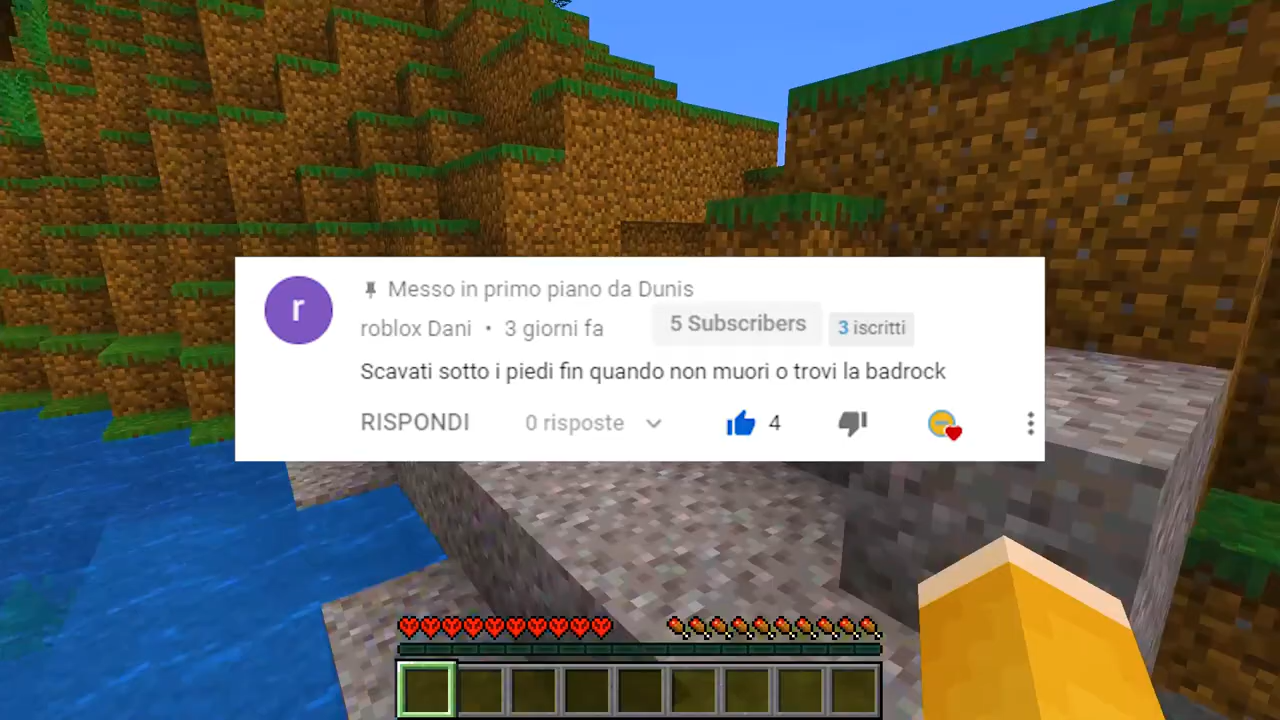 r
Messo in primo piano da Dunis
roblox Dani • 3 giorni fa 5 Subscribers 3 iscritti
Scavati sotto i piedi fin quando non muori o trovi la badrock
RISPONDI 0 risposte 4